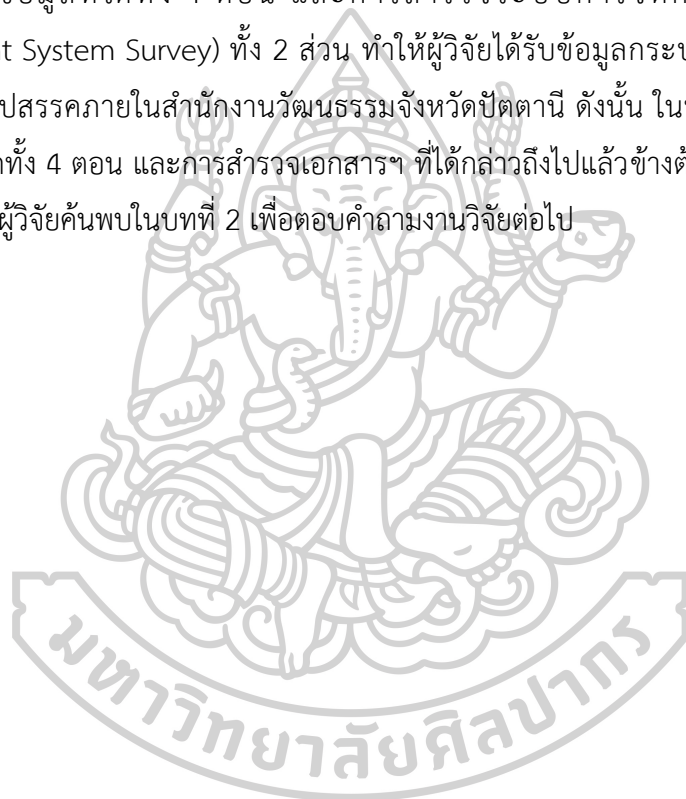 ทั้ง 4 ตอน
t System Survey) ทั้ง 2 ส่วน ทำให้ผู้วิจัยได้รับข้อมูลกระบ
ปสรรคภายในสำนักงานวัฒนธรรมจังหวัดปัตตานี ดังนั้น ใน
ทั้ง 4 ตอน และการสำรวจเอกสารฯ ที่ได้กล่าวถึงไปแล้วข้างต้
ผู้วิจัยค้นพบในบทที่ 2 เพื่อตอบคำถามงานวิจัยต่อไป
มหาวิทยาลัยศิลปากร